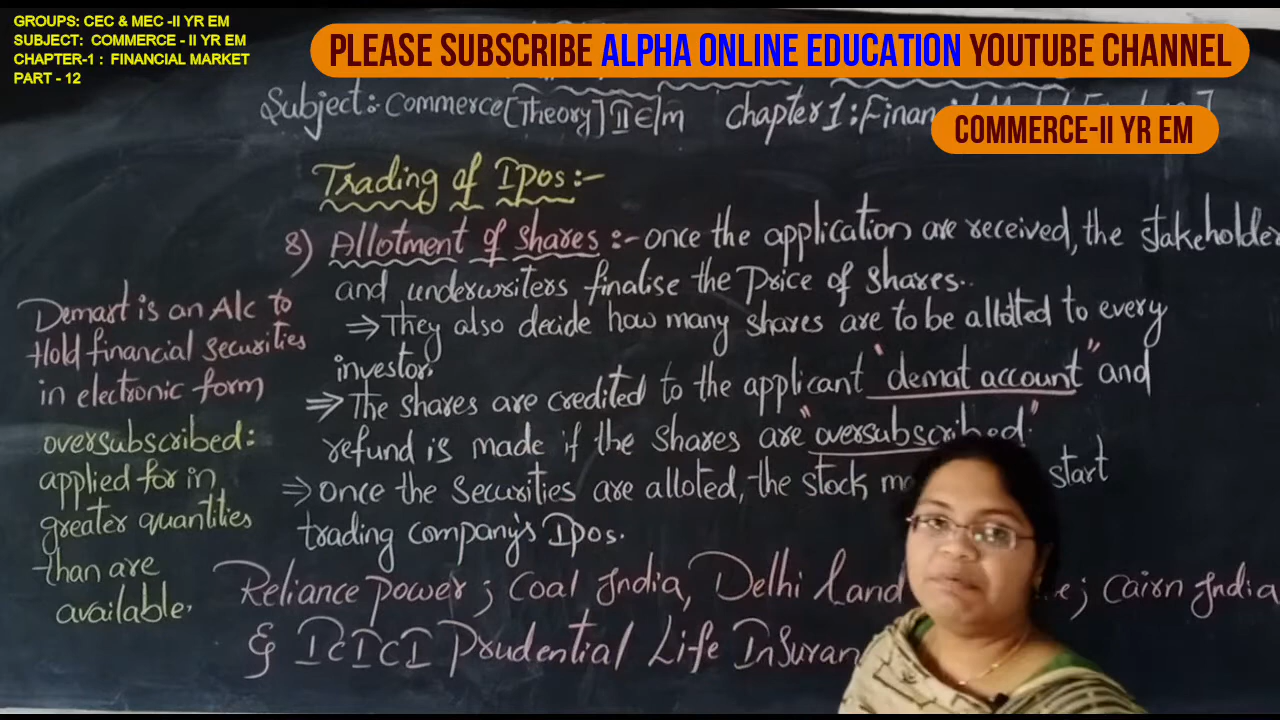 GROUPS: CEC & MEC -II YR EM
SUBJECT: COMMERCE - II YR EM
CHAPTER-1 : FINANCIAL MARKET
PART - 12
PLEASE SUBSCRIBE ALPHA ONLINE EDUCATION YOUTUBE CHANNEL
COMMERCE-II YR EM
Subject:- Commerce [Theory] II E/m Chapter 1:
Trading of IPos:-
8) Allotment of shares :- once the application are received, the stakeholder
and underwriters finalise the Price of shares..
⇒ They also decide how many shares are to be allotted to every
investor.
⇒ The shares are credited to the applicant "demat account" and
refund is made if the shares are "oversubscribed".
⇒ once the securities are alloted, the stock start
trading company's IPos.
Reliance power ; Coal India, Delhi Land ; Cairn India
& ICICI Prudential Life
Demart is an A/c to
Hold financial securities
in electronic form
oversubscribed:
applied for in
greater quantities
than are
available.